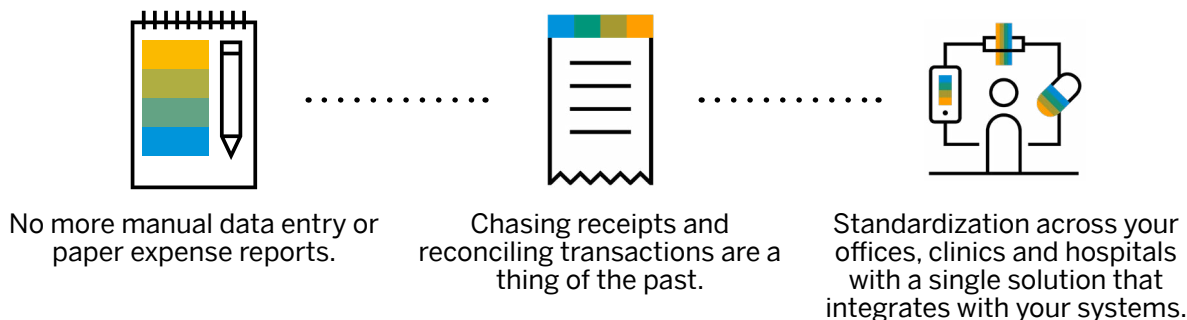 No more manual data entry or
paper expense reports.
Chasing receipts and
reconciling transactions are a
thing of the past.
Standardization across your
offices, clinics and hospitals
with a single solution that
integrates with your systems.